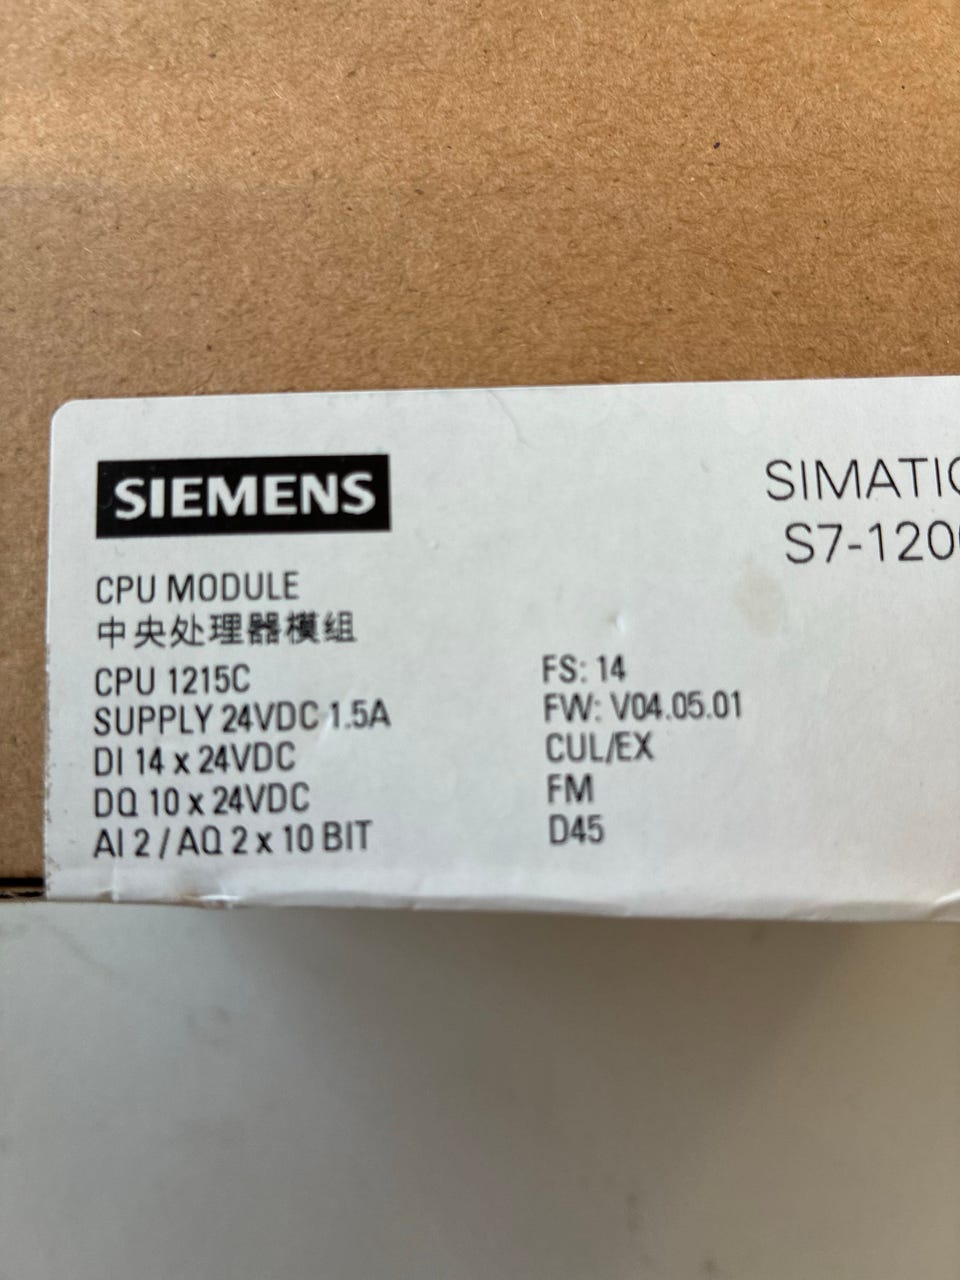 SIEMENS
SIMATIC
S7-1200
CPU MODULE
中央处理器模组
CPU 1215C
SUPPLY 24VDC 1.5A
DI 14 x 24VDC
DQ 10 x 24VDC
AI 2 / AQ 2 x 10 BIT
FS: 14
FW: V04.05.01
CUL/EX
FM
D45